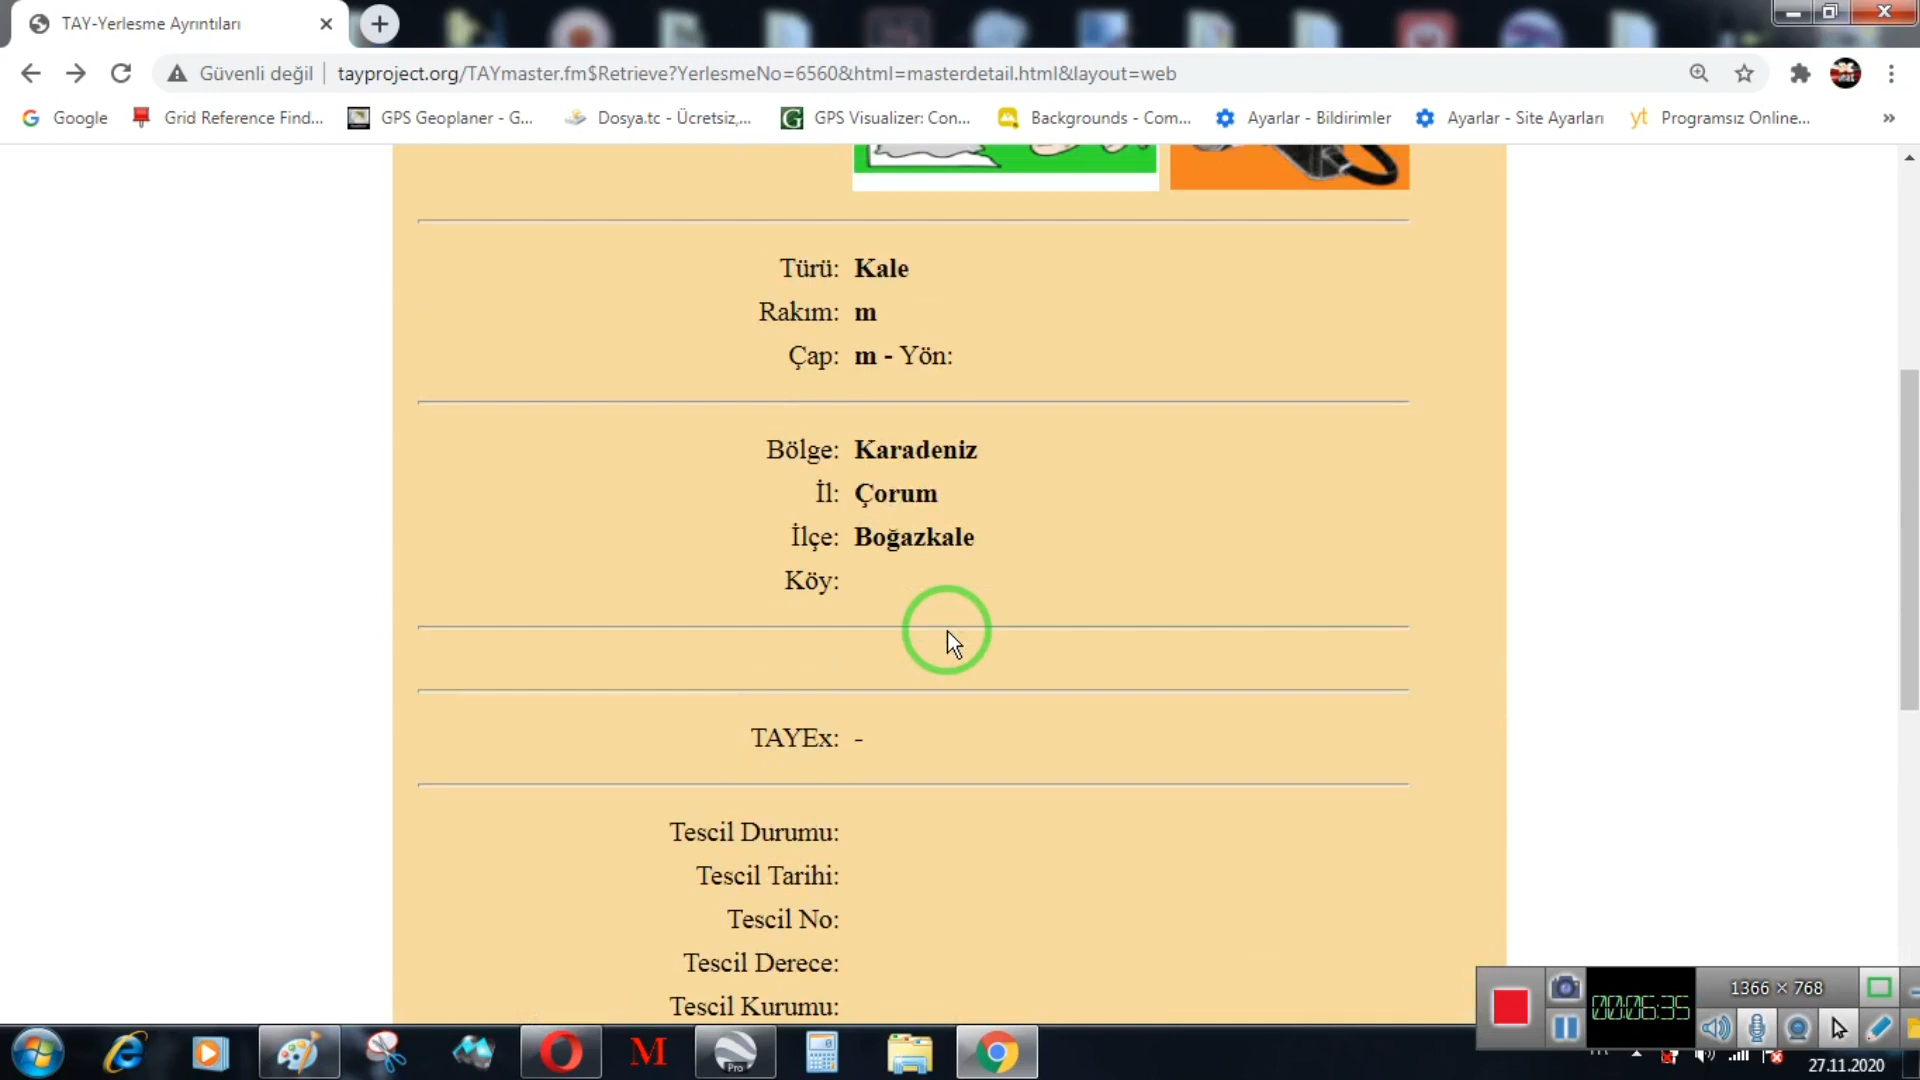 TAY-Yerlesme Ayrıntıları
Güvenli değil
tayproject.org/TAYmaster.fm$Retrieve?YerlesmeNo=6560&html=masterdetail.html&layout=web
Google
Grid Reference Find...
GPS Geoplaner - G...
Dosya.tc - Ücretsiz,...
GPS Visualizer: Con...
Backgrounds - Com...
Ayarlar - Bildirimler
Ayarlar - Site Ayarları
Programsız Online...
Türü: Kale
Rakım: m
Çap: m - Yön:
Bölge: Karadeniz
İl: Çorum
İlçe: Boğazkale
Köy:
TAYEx: -
Tescil Durumu:
Tescil Tarihi:
Tescil No:
Tescil Derece:
Tescil Kurumu:
1366 × 768
00:06:35
Pro
27.11.2020